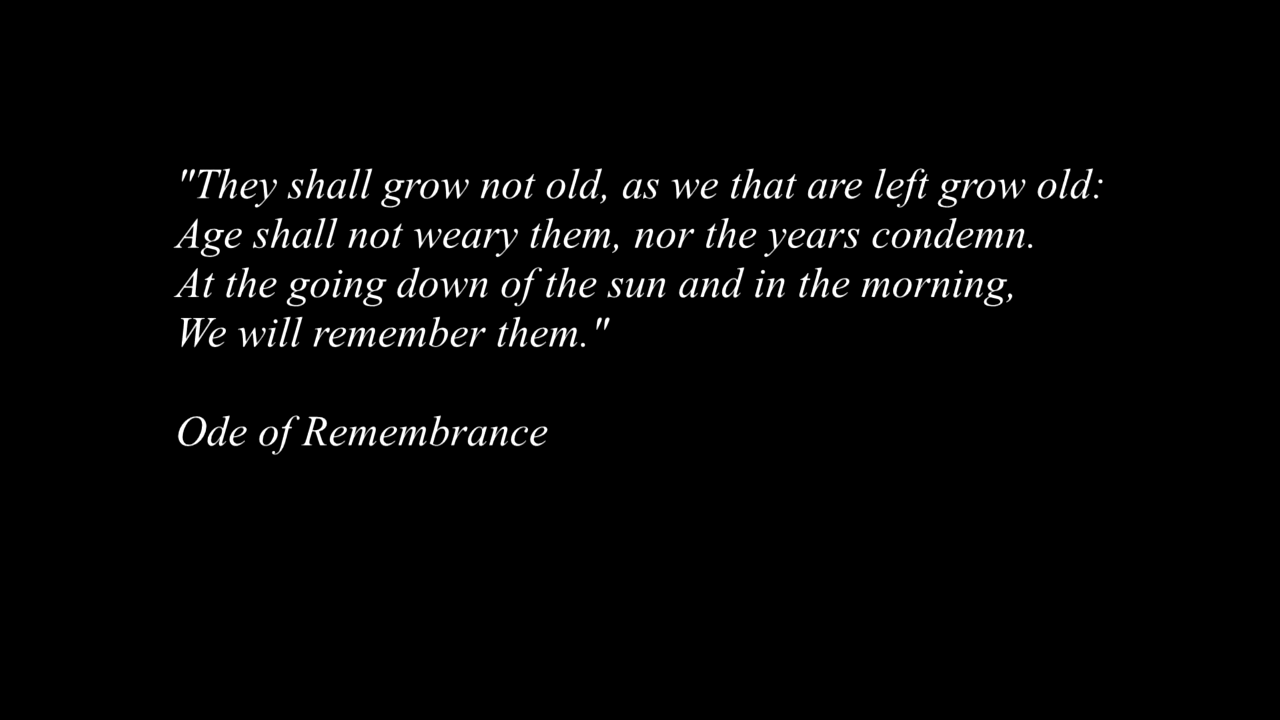 "They shall grow not old, as we that are left grow old:
Age shall not weary them, nor the years condemn.
At the going down of the sun and in the morning,
We will remember them."
Ode of Remembrance